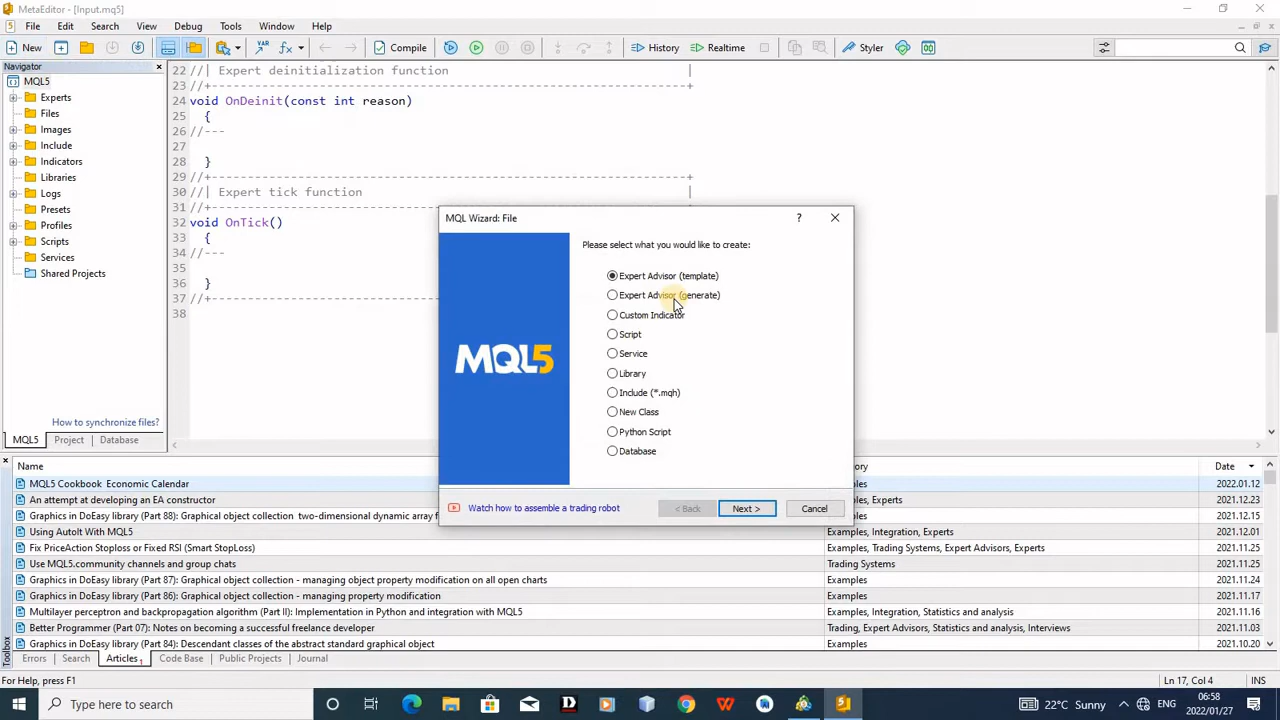 MetaEditor - [Input.mq5]
5 File Edit Search View Debug Tools Window Help
New VAR fx Compile History Realtime Styler
Navigator
MQL5
Experts
Files
Images
Include
Indicators
Libraries
Logs
Presets
Profiles
Scripts
Services
Shared Projects
How to synchronize files?
MQL5 Project Database
22 //| Expert deinitialization function |
23 //+------------------------------------------------------------------+
24 void OnDeinit(const int reason)
25 {
26 //---
27
28 }
29 //+------------------------------------------------------------------+
30 //| Expert tick function |
31 //+------------------------------------------------------------------+
32 void OnTick()
33 {
34 //---
35
36 }
37 //+------------------------------
38
MQL Wizard: File ?
Please select what you would like to create:
Expert Advisor (template)
Expert Advisor (generate)
Custom Indicator
Script
Service
Library
Include (*.mqh)
New Class
Python Script
Database
MQL5
Watch how to assemble a trading robot
< Back Next > Cancel
Name Date
MQL5 Cookbook Economic Calendar 2022.01.12
An attempt at developing an EA constructor , Experts 2021.12.23
Graphics in DoEasy library (Part 88): Graphical object collection two-dimensional dynamic array 2021.12.15
Using AutoIt With MQL5 Examples, Integration, Experts 2021.12.01
Fix PriceAction Stoploss or Fixed RSI (Smart StopLoss) Examples, Trading Systems, Expert Advisors, Experts 2021.11.25
Use MQL5.community channels and group chats Trading Systems 2021.11.25
Graphics in DoEasy library (Part 87): Graphical object collection - managing object property modification on all open charts Examples 2021.11.24
Graphics in DoEasy library (Part 86): Graphical object collection - managing property modification Examples 2021.11.17
Multilayer perceptron and backpropagation algorithm (Part II): Implementation in Python and integration with MQL5 Examples, Integration, Statistics and analysis 2021.11.16
Better Programmer (Part 07): Notes on becoming a successful freelance developer Trading, Expert Advisors, Statistics and analysis, Interviews 2021.11.03
Graphics in DoEasy library (Part 84): Descendant classes of the abstract standard graphical object Examples 2021.10.20
Toolbox
Errors Search Articles 1 Code Base Public Projects Journal
For Help, press F1 Ln 17, Col 4 INS
Type here to search
22°C Sunny ENG 06:58
2022/01/27